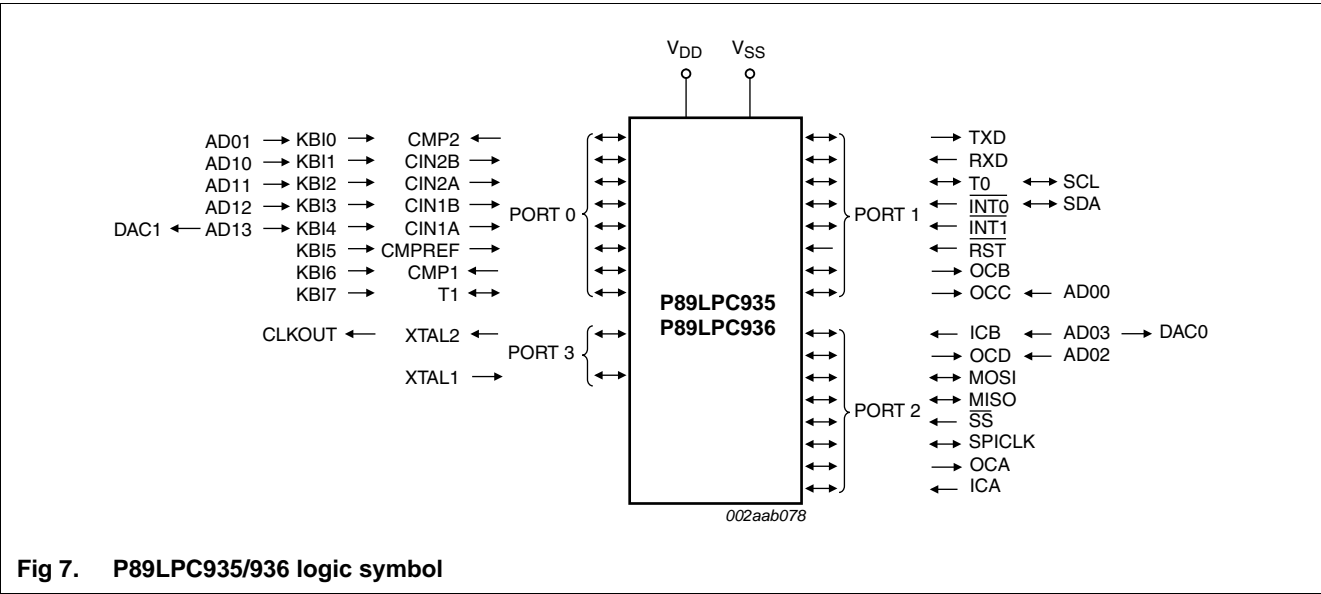 VDD VSS
AD01 KBI0 CMP2 TXD
AD10 KBI1 CIN2B RXD
AD11 KBI2 CIN2A T0 SCL
AD12 KBI3 CIN1B PORT 0 PORT 1 INT0 SDA
DAC1 AD13 KBI4 CIN1A INT1
KBI5 CMPREF RST
KBI6 CMP1 OCB
KBI7 T1 OCC AD00
P89LPC935
P89LPC936
CLKOUT XTAL2 ICB AD03 DAC0
PORT 3 OCD AD02
XTAL1 MOSI
MISO
PORT 2
SS
SPICLK
OCA
ICA
002aab078
Fig 7. P89LPC935/936 logic symbol